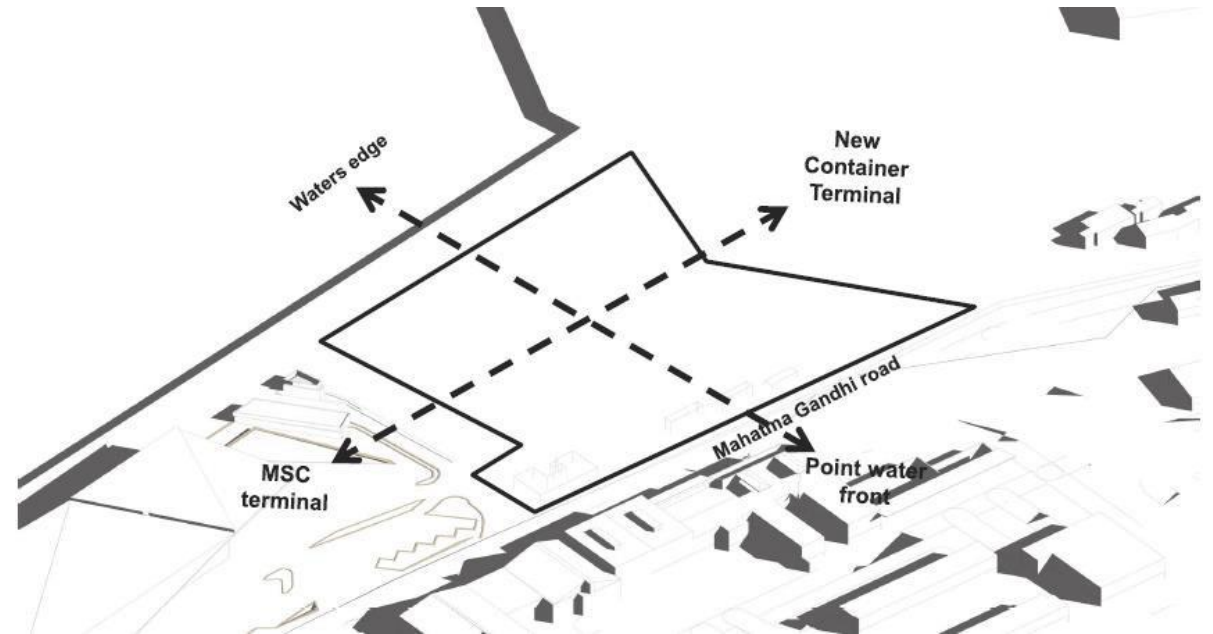 Waters edge
New
Container
Terminal
Mahatma Gandhi road
MSC
terminal
Point water
front